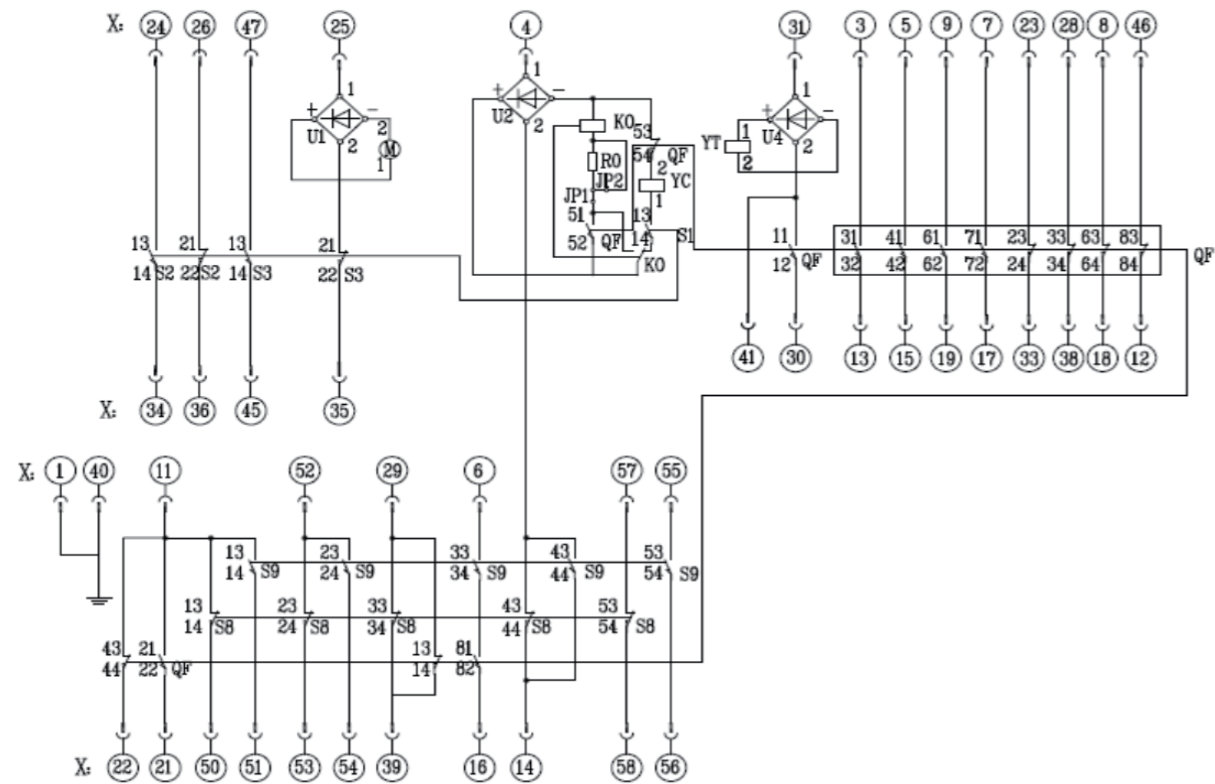 X: 24 26 47 25 4 31 3 5 9 7 23 28 8 46
1 1 1
+ - + - + -
U1 2 U2 2 K0 53 1 U4
M 54 QF YT 2
1 2 R0 2 2
JP2 YC
JP1 1
51 13 S1
13 21 13 21 52 QF 14 11 31 41 61 71 23 33 63 83
14 S2 22 S2 14 S3 22 S3 K0 12 QF 32 42 62 72 24 34 64 84 QF
41 30 13 15 19 17 33 38 18 12
X: 34 36 45 35
X: 1 40 11 52 29 6 57 55
13 23 33 43 53
14 S9 24 S9 34 S9 44 S9 54 S9
13 23 33 43 53
14 S8 24 S8 34 S8 44 S8 54 S8
43 21 13 81
44 22 QF 14 82
X: 22 21 50 51 53 54 39 16 14 58 56